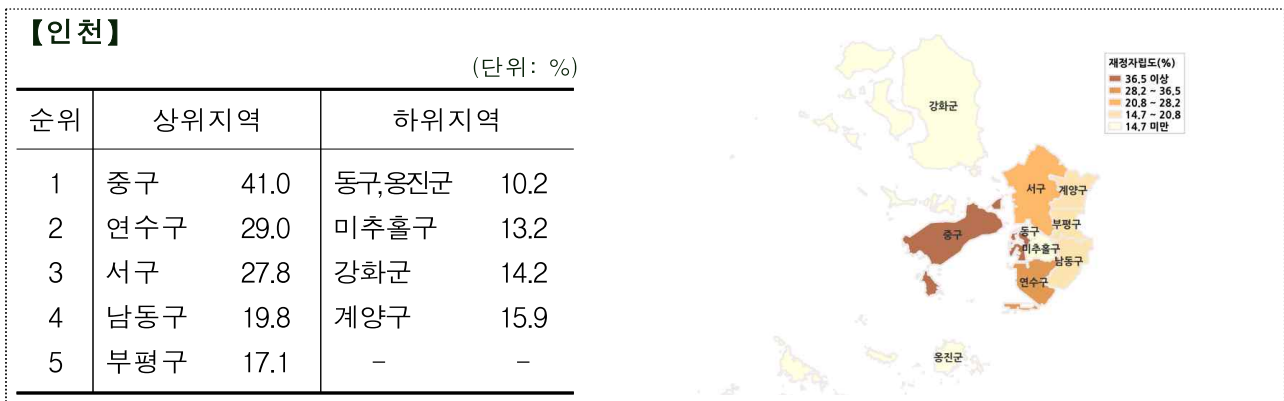 【인천】
(단위: %)
순위 상위지역 하위지역
1 중구 41.0 동구,옹진군 10.2
2 연수구 29.0 미추홀구 13.2
3 서구 27.8 강화군 14.2
4 남동구 19.8 계양구 15.9
5 부평구 17.1 – –
재정자립도(%)
36.5 이상
28.2 ~ 36.5
20.8 ~ 28.2
14.7 ~ 20.8
14.7 미만
강화군
서구 계양구
부평구
중구 동구
미추홀구
남동구
연수구
옹진군